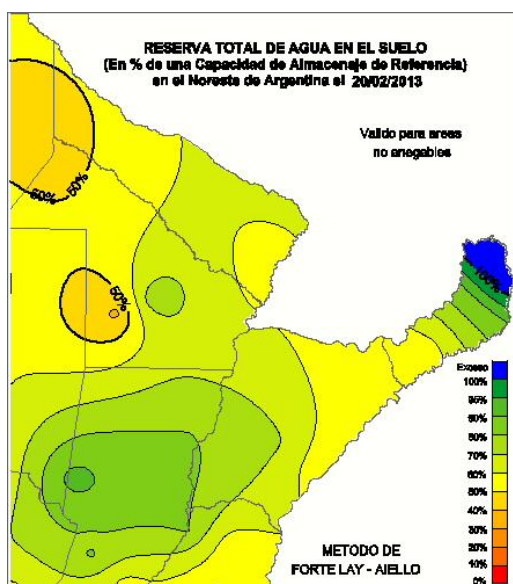 RESERVA TOTAL DE AGUA EN EL SUELO
(En % de una Capacidad de Almacenaje de Referencia)
en el Noreste de Argentina el 20/02/2013
Valido para areas
no anegables
50%
50%
50%
100%
Exceso
100%
95%
90%
80%
70%
60%
50%
40%
30%
20%
10%
0%
METODO DE
FORTE LAY - AIELLO